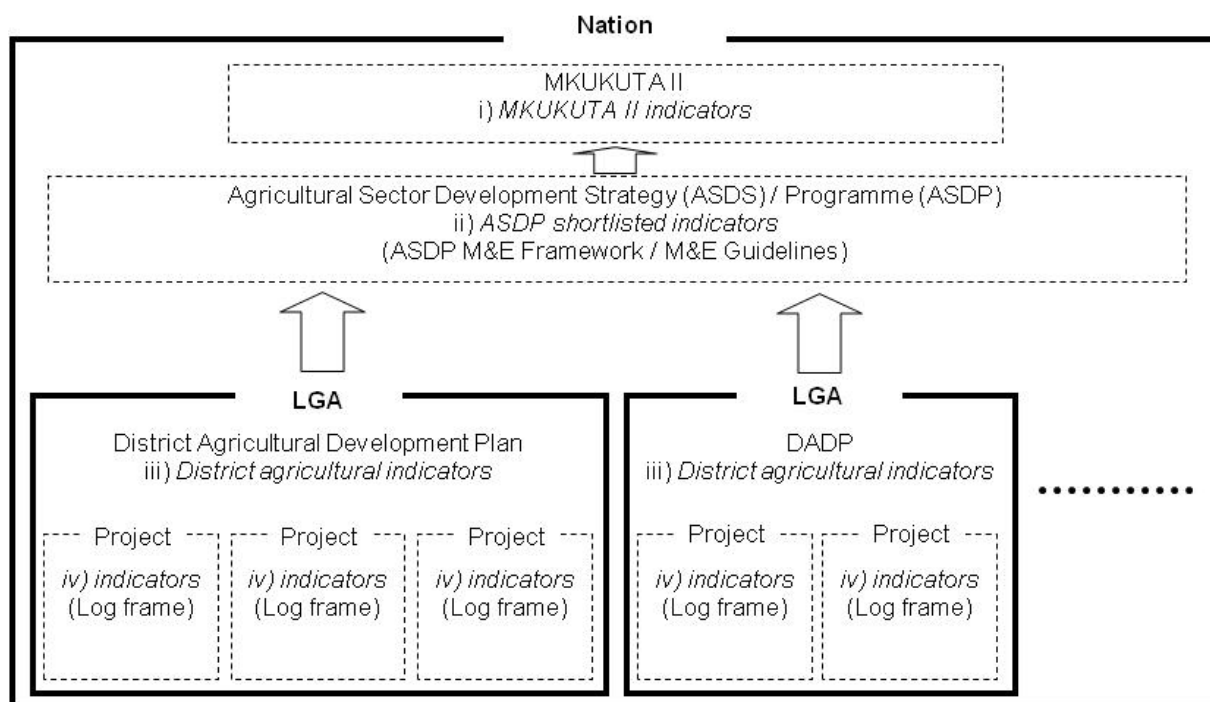 Nation
MKUKUTA II
i) MKUKUTA II indicators
Agricultural Sector Development Strategy (ASDS) / Programme (ASDP)
ii) ASDP shortlisted indicators
(ASDP M&E Framework / M&E Guidelines)
LGA
District Agricultural Development Plan
iii) District agricultural indicators
Project
iv) indicators
(Log frame)
Project
iv) indicators
(Log frame)
Project
iv) indicators
(Log frame)
LGA
DADP
iii) District agricultural indicators
Project
iv) indicators
(Log frame)
Project
iv) indicators
(Log frame)